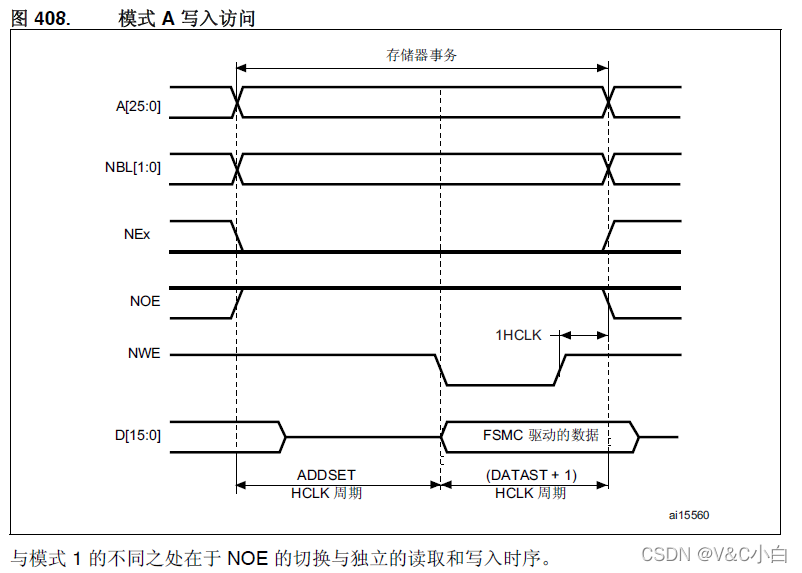 图 408. 模式 A 写入访问
存储器事务
A[25:0]
NBL[1:0]
NEx
NOE
1HCLK
NWE
D[15:0]
FSMC 驱动的数据
ADDSET
HCLK 周期
(DATAST + 1)
HCLK 周期
ai15560
与模式 1 的不同之处在于 NOE 的切换与独立的读取和写入时序。
CSDN @V&C小白